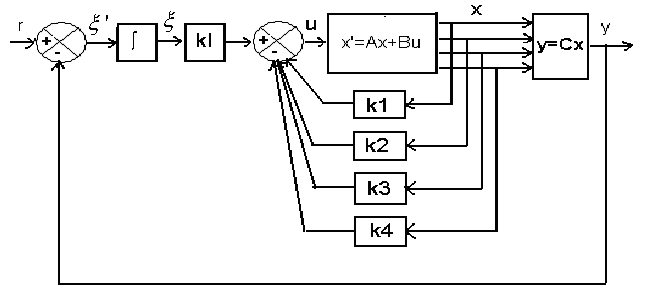 r + - ξ' ∫ ξ kI + - u x'=Ax+Bu x y=Cx y
k1
k2
k3
k4